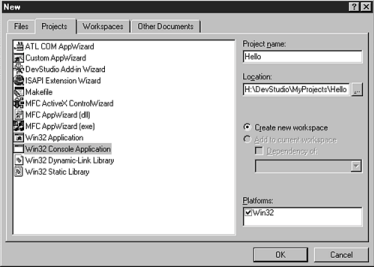 New
Files Projects Workspaces Other Documents
ATL COM AppWizard
Custom AppWizard
DevStudio Add-in Wizard
ISAPI Extension Wizard
Makefile
MFC ActiveX ControlWizard
MFC AppWizard (dll)
MFC AppWizard (exe)
Win32 Application
Win32 Console Application
Win32 Dynamic-Link Library
Win32 Static Library
Project name:
Hello
Location:
H:\DevStudio\MyProjects\Hello ...
Create new workspace
Add to current workspace
Dependency of:
Platforms:
Win32
OK Cancel